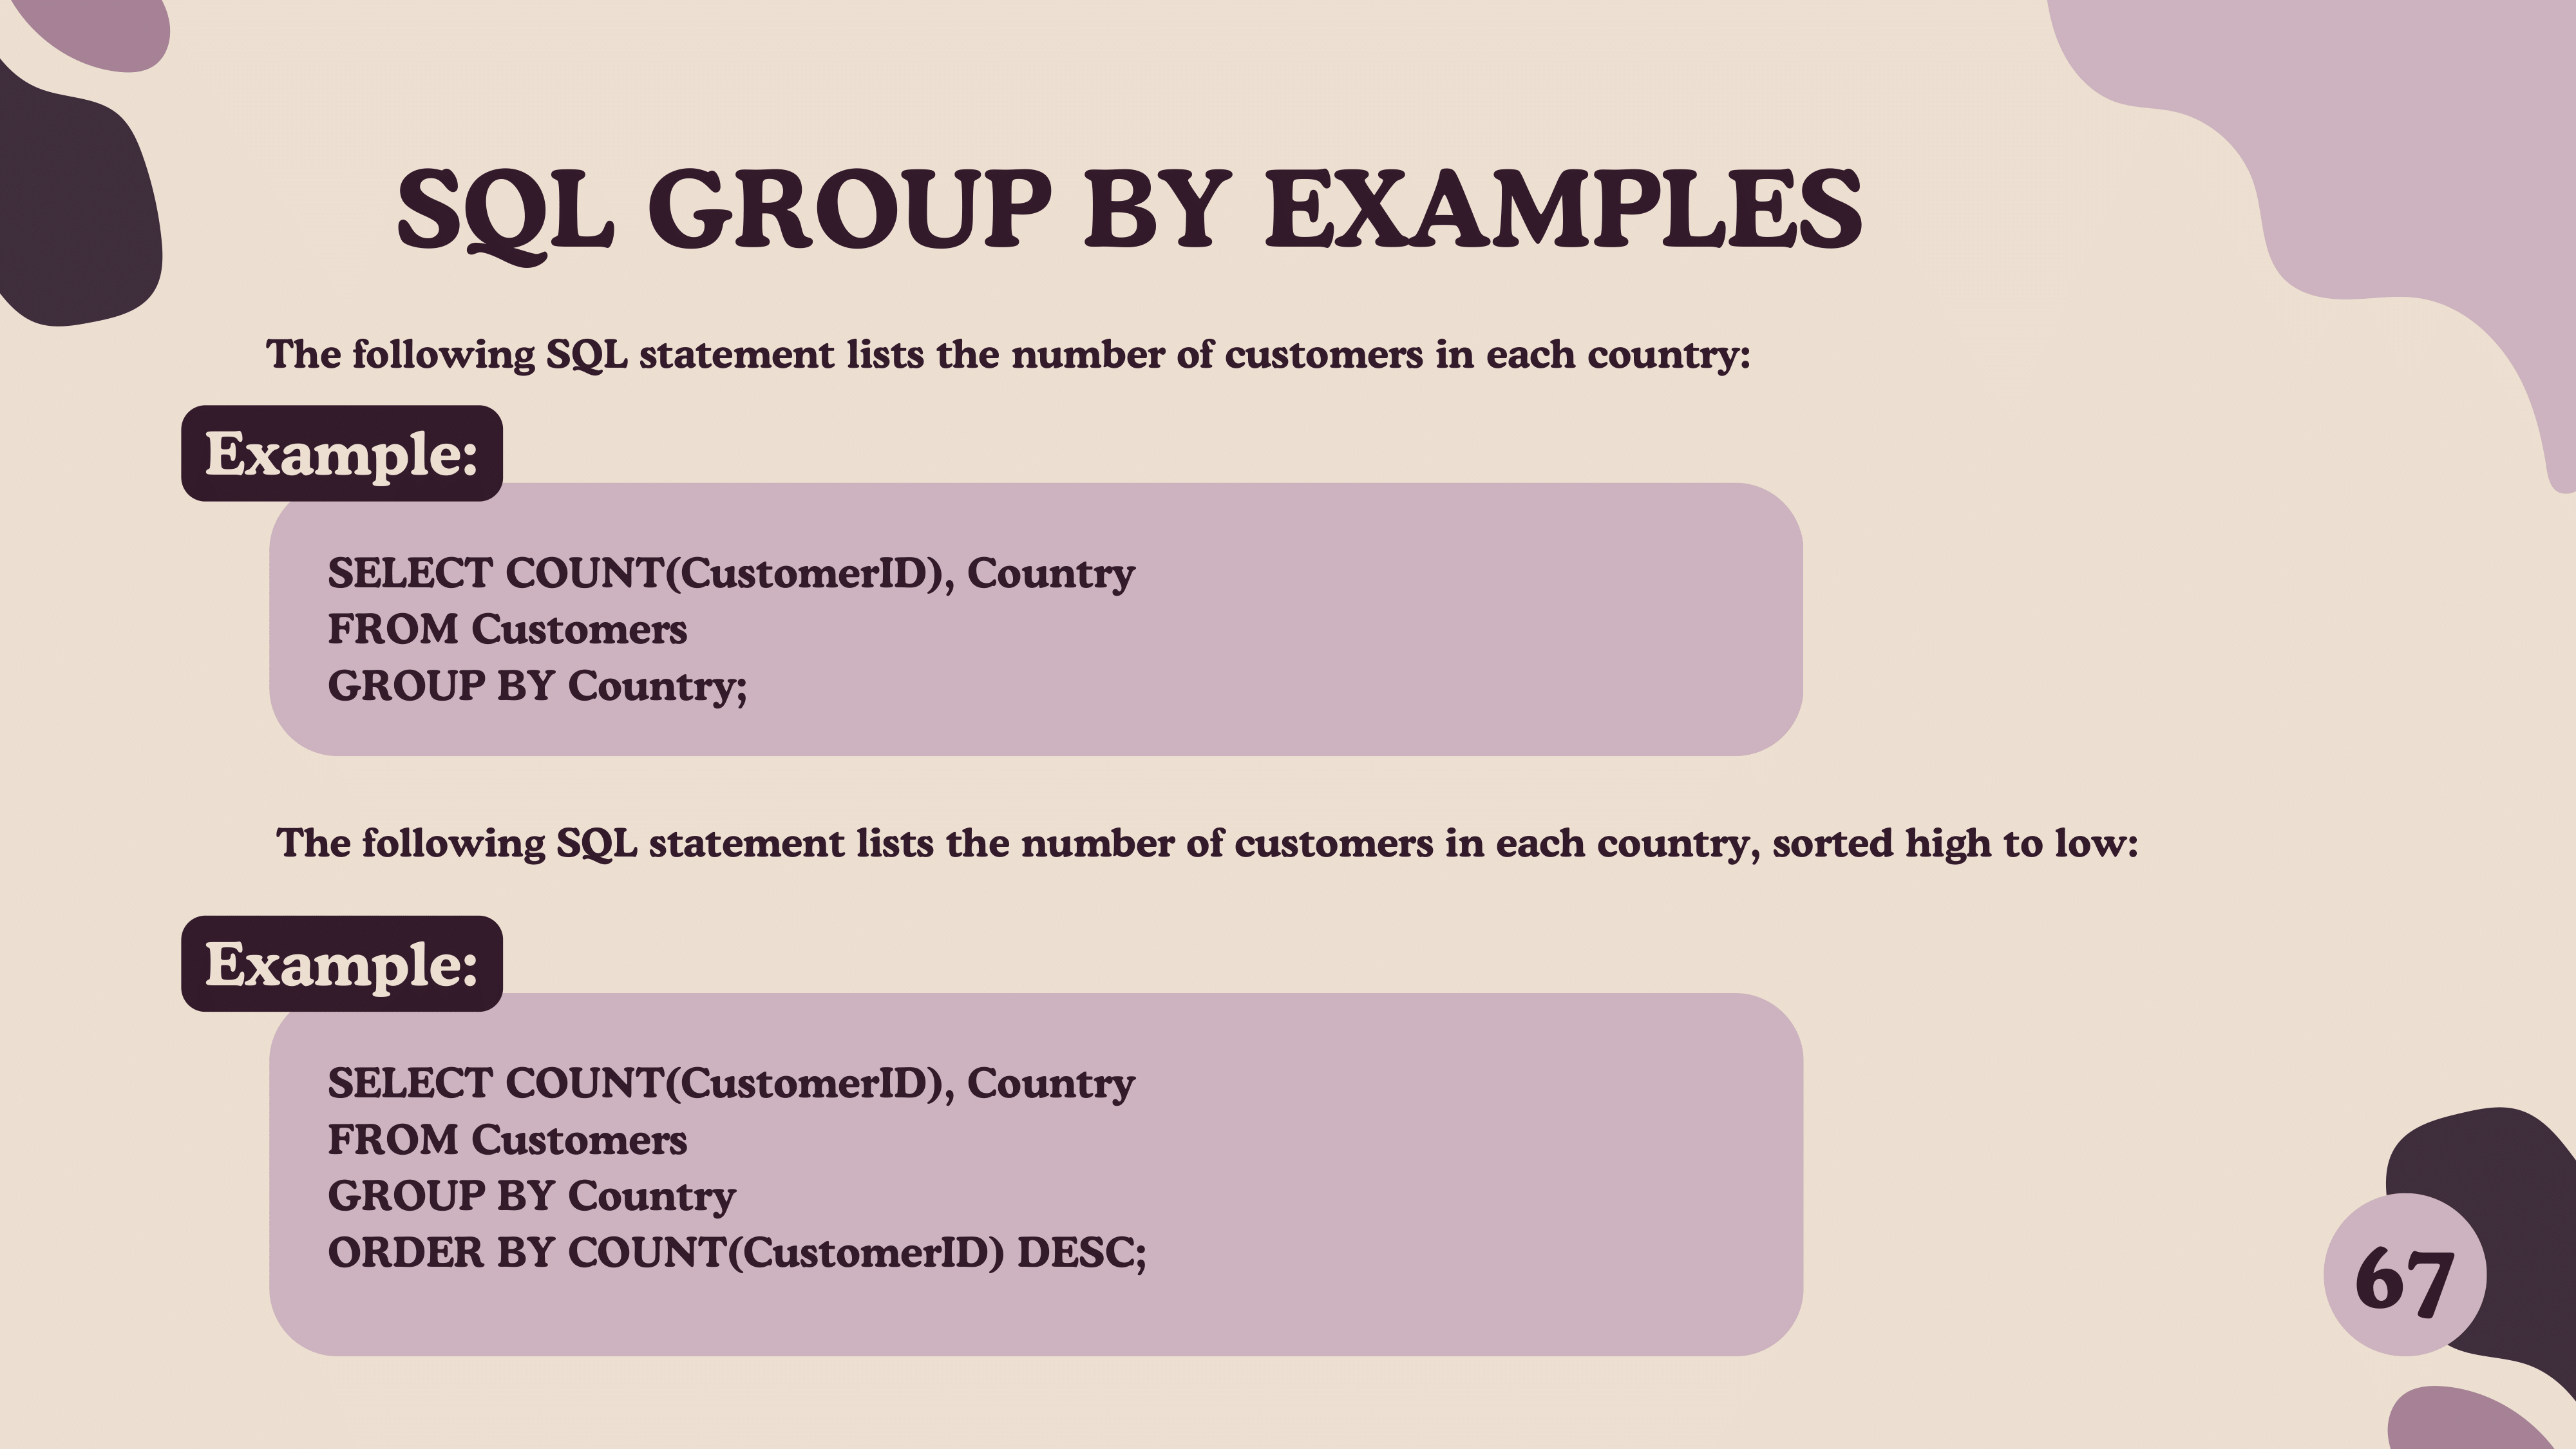 SQL GROUP BY EXAMPLES
The following SQL statement lists the number of customers in each country:
Example:
SELECT COUNT(CustomerID), Country
FROM Customers
GROUP BY Country;
The following SQL statement lists the number of customers in each country, sorted high to low:
Example:
SELECT COUNT(CustomerID), Country
FROM Customers
GROUP BY Country
ORDER BY COUNT(CustomerID) DESC;
67